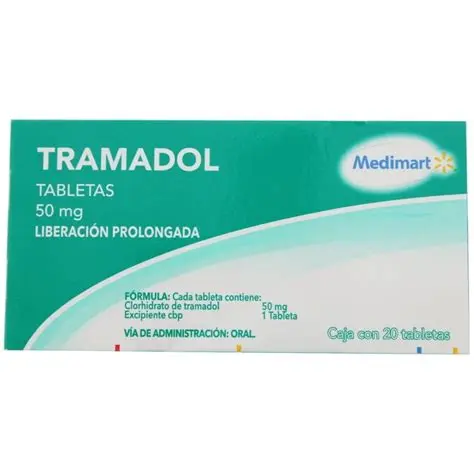 TRAMADOL
TABLETAS
50 mg
LIBERACIÓN PROLONGADA
Medimart
FÓRMULA: Cada tableta contiene:
Clorhidrato de tramadol 50 mg
Excipiente cbp 1 Tableta
VÍA DE ADMINISTRACIÓN: ORAL.
Caja con 20 tabletas